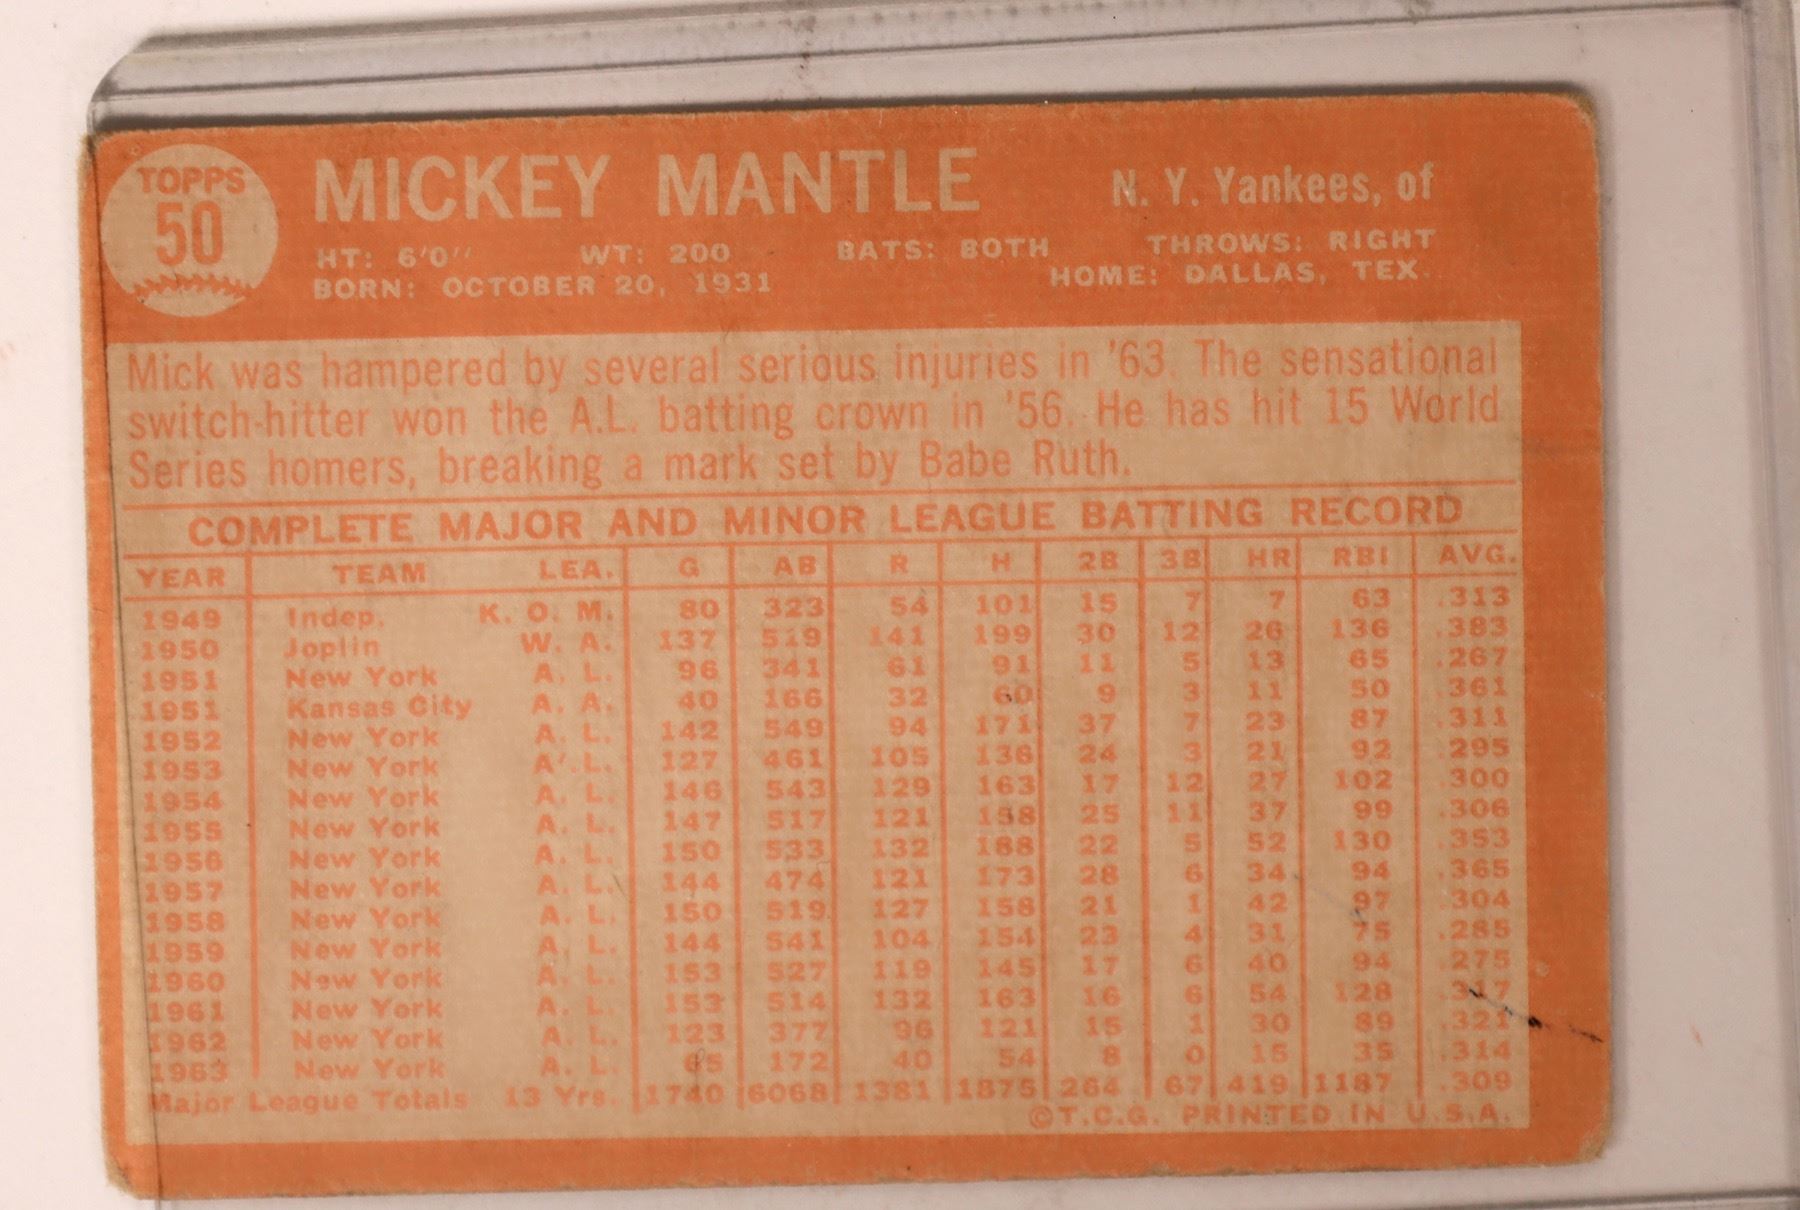 TOPPS
50
MICKEY MANTLE N. Y. Yankees, of
HT: 6'0" WT: 200 BATS: BOTH THROWS: RIGHT
BORN: OCTOBER 20, 1931 HOME: DALLAS, TEX.
Mick was hampered by several serious injuries in '63. The sensational
switch-hitter won the A.L. batting crown in '56. He has hit 15 World
Series homers, breaking a mark set by Babe Ruth.
COMPLETE MAJOR AND MINOR LEAGUE BATTING RECORD
YEAR TEAM LEA. G AB R H 2B 3B HR RBI AVG.
1949 Indep. K. O. M. 80 323 54 101 15 7 7 63 .313
1950 Joplin W. A. 137 519 141 199 30 12 26 136 .383
1951 New York A. L. 96 341 61 91 11 5 13 65 .267
1951 Kansas City A. A. 40 166 32 60 9 3 11 50 .361
1952 New York A. L. 142 549 94 171 37 7 23 87 .311
1953 New York A. L. 127 461 105 136 24 3 21 92 .295
1954 New York A. L. 146 543 129 163 17 12 27 102 .300
1955 New York A. L. 147 517 121 158 25 11 37 99 .306
1956 New York A. L. 150 533 132 188 22 5 52 130 .353
1957 New York A. L. 144 474 121 173 28 6 34 94 .365
1958 New York A. L. 150 519 127 158 21 1 42 97 .304
1959 New York A. L. 144 541 104 154 23 4 31 75 .285
1960 New York A. L. 153 527 119 145 17 6 40 94 .275
1961 New York A. L. 153 514 132 163 16 6 54 128 .317
1962 New York A. L. 123 377 96 121 15 1 30 89 .321
1963 New York A. L. 65 172 40 54 8 0 15 35 .314
Major League Totals 13 Yrs. 1740 6068 1381 1875 264 67 419 1187 .309
©T.C.G. PRINTED IN U.S.A.